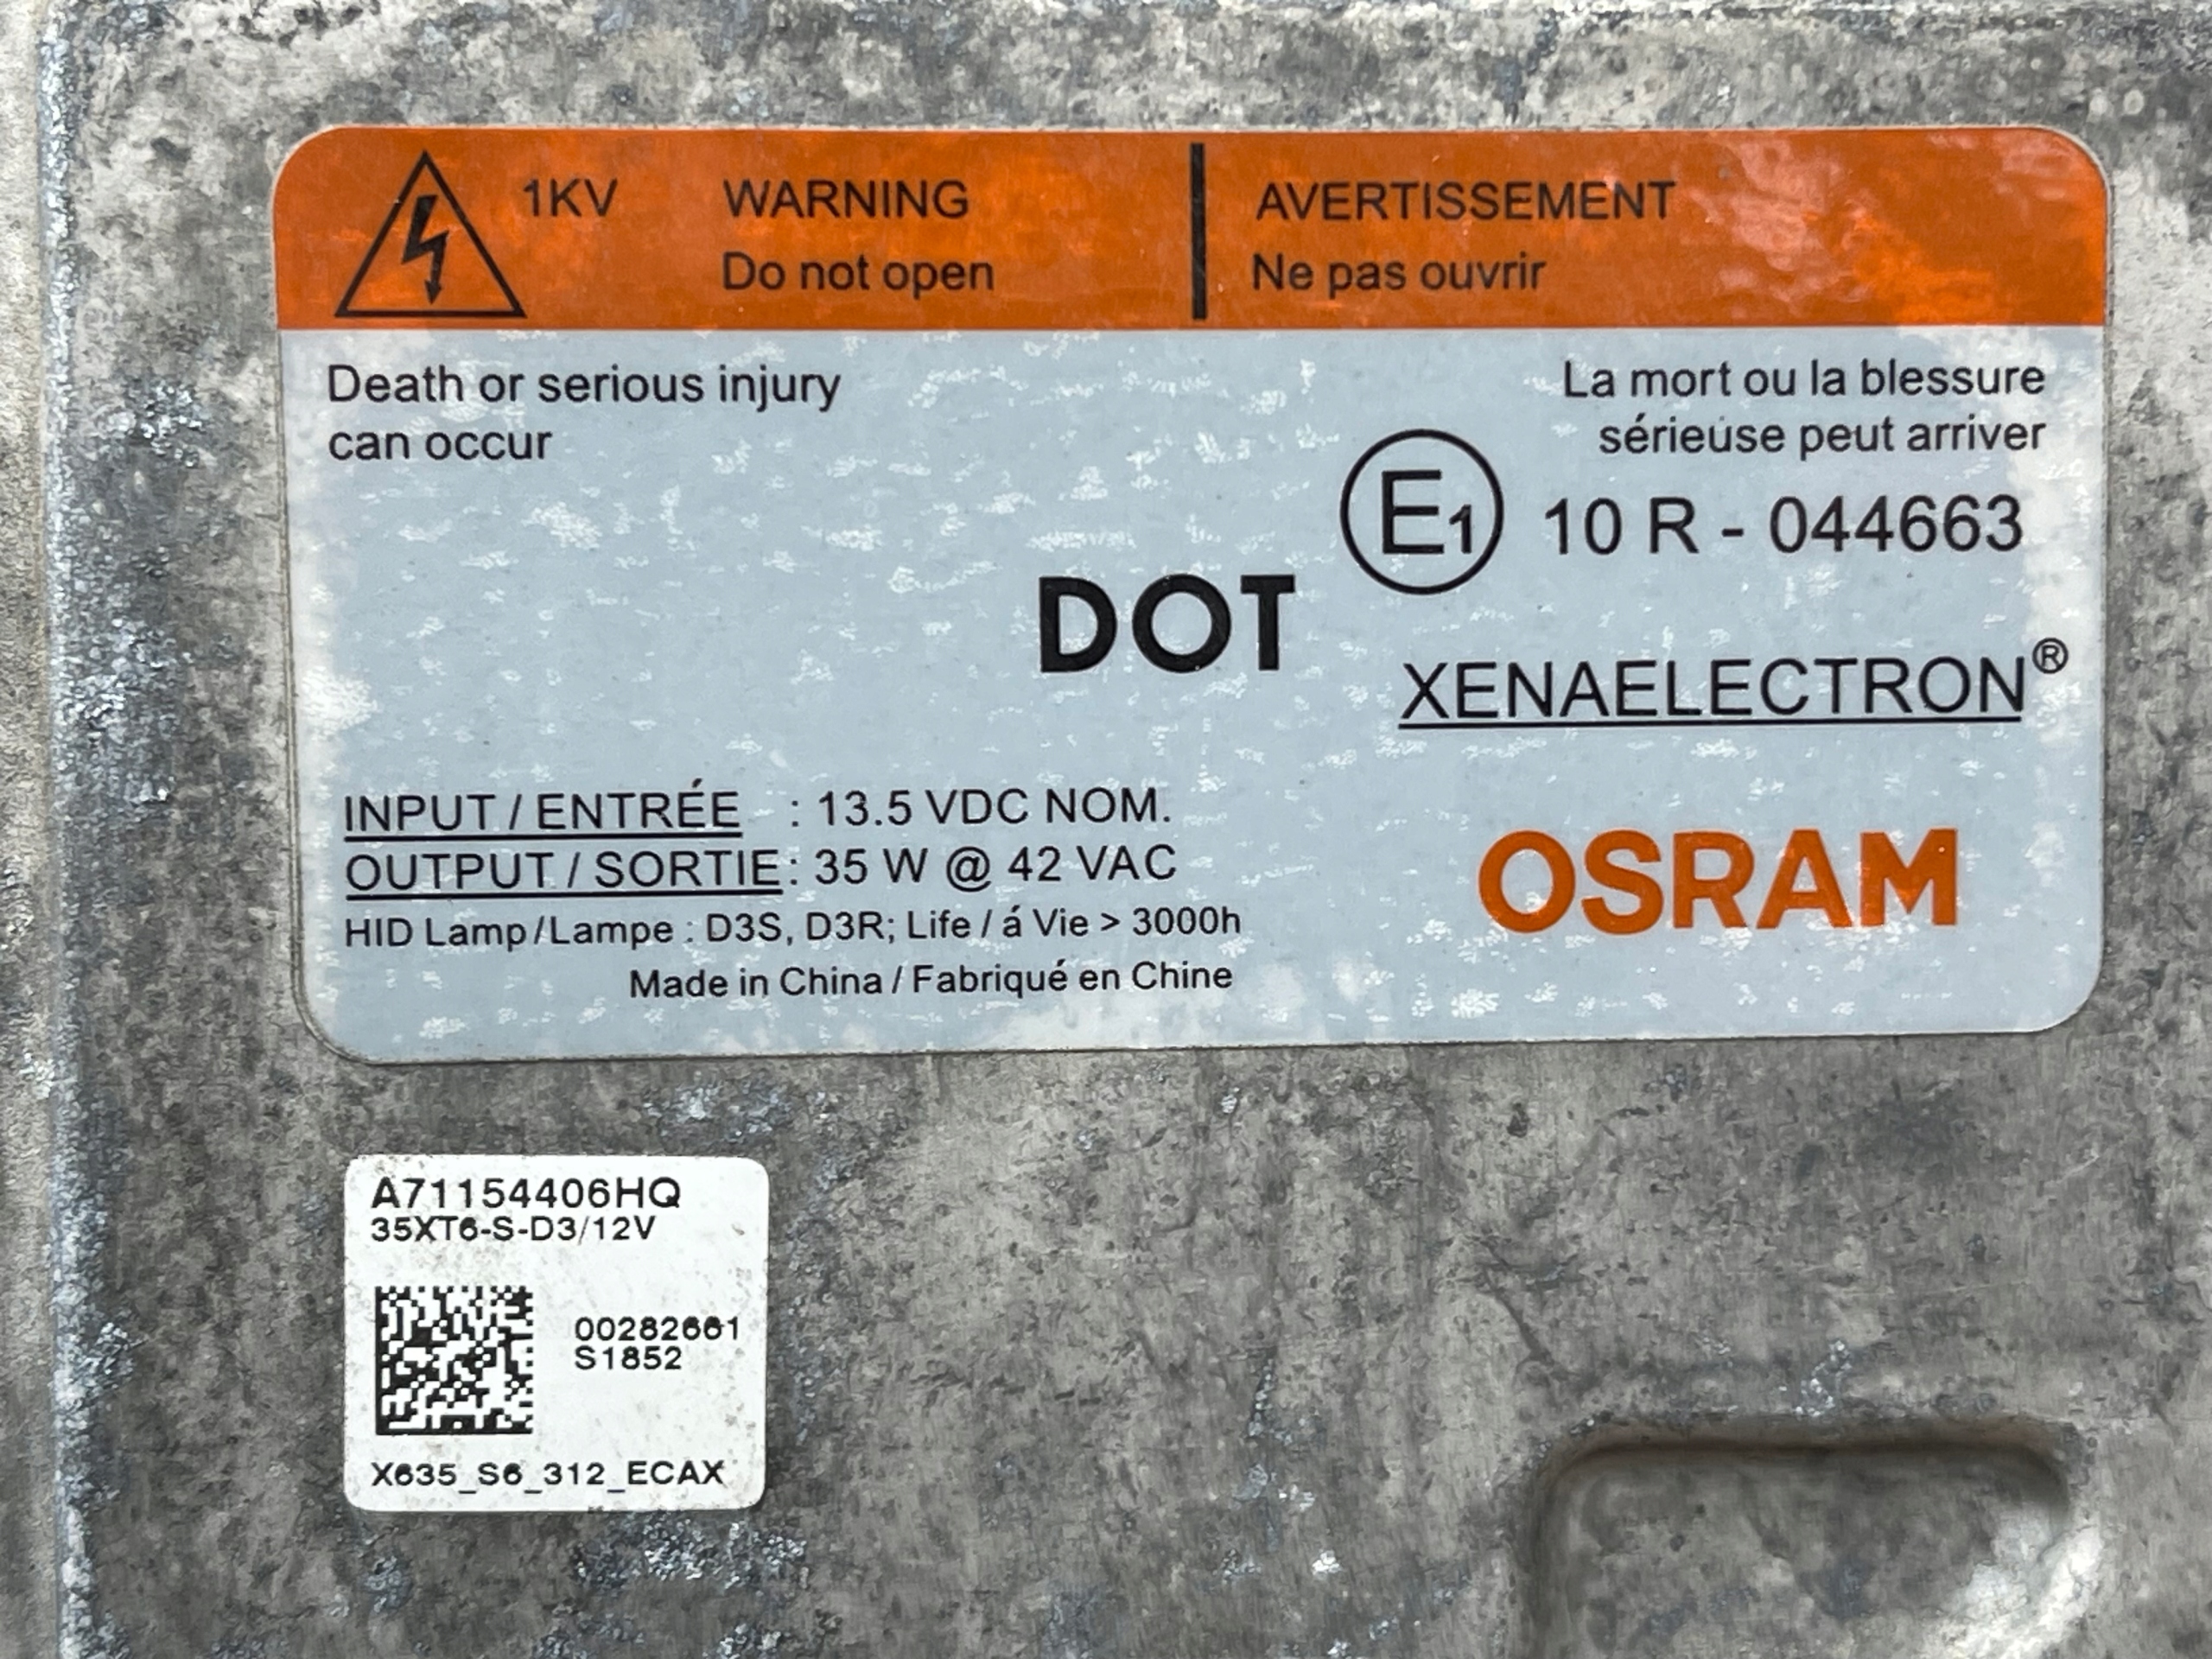 1KV WARNING AVERTISSEMENT
Do not open Ne pas ouvrir
Death or serious injury
can occur
La mort ou la blessure
sérieuse peut arriver
E1 10 R - 044663
DOT
XENAELECTRON®
INPUT / ENTRÉE : 13.5 VDC NOM.
OUTPUT / SORTIE : 35 W @ 42 VAC
HID Lamp/Lampe : D3S, D3R; Life / á Vie > 3000h
Made in China / Fabriqué en Chine
OSRAM
A71154406HQ
35XT6-S-D3/12V
00282661
S1852
X635_S6_312_ECAX